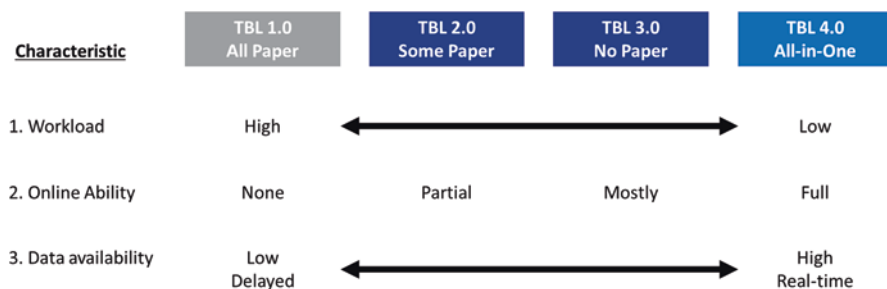 Characteristic
TBL 1.0
All Paper
TBL 2.0
Some Paper
TBL 3.0
No Paper
TBL 4.0
All-in-One
1. Workload
High
Low
2. Online Ability
None
Partial
Mostly
Full
3. Data availability
Low
Delayed
High
Real-time